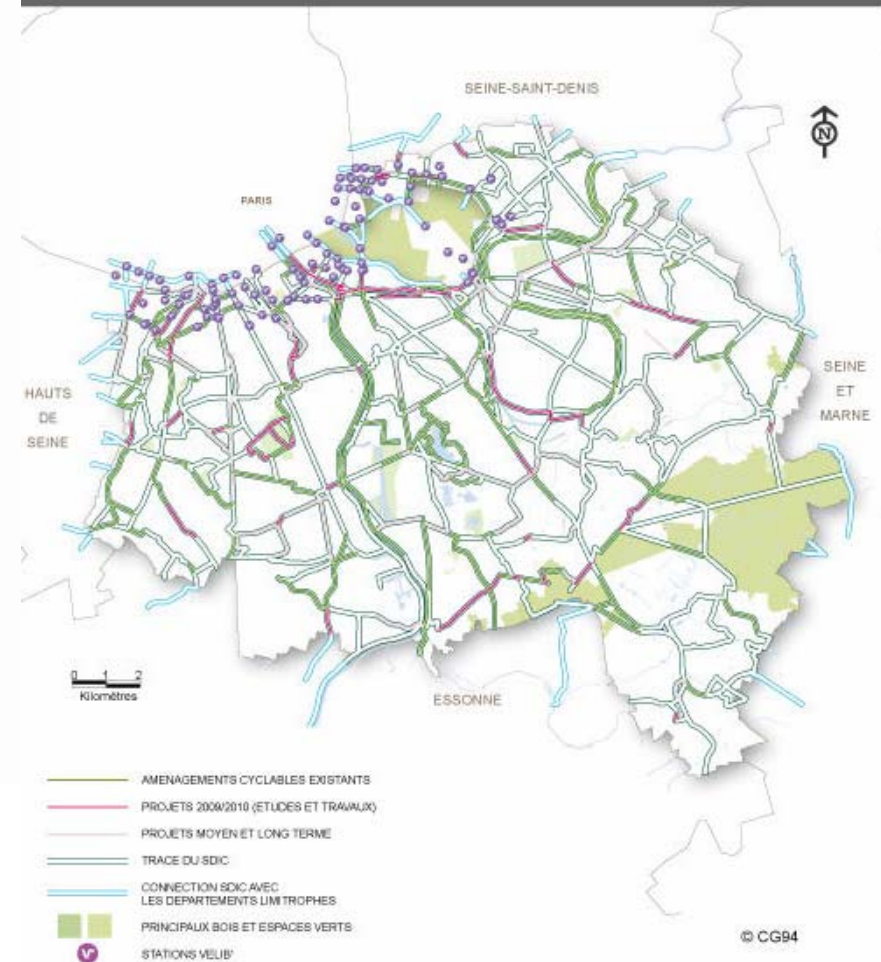 SEINE-SAINT-DENIS
N
PARIS
HAUTS
DE
SEINE
SEINE
ET
MARNE
0 1 2
Kilomètres
ESSONNE
AMENAGEMENTS CYCLABLES EXISTANTS
PROJETS 2009/2010 (ETUDES ET TRAVAUX)
PROJETS MOYEN ET LONG TERME
TRACE DU SDIC
CONNECTION SDIC AVEC
LES DEPARTEMENTS LIMITROPHES
PRINCIPAUX BOIS ET ESPACES VERTS
STATIONS VELIB'
© CG94